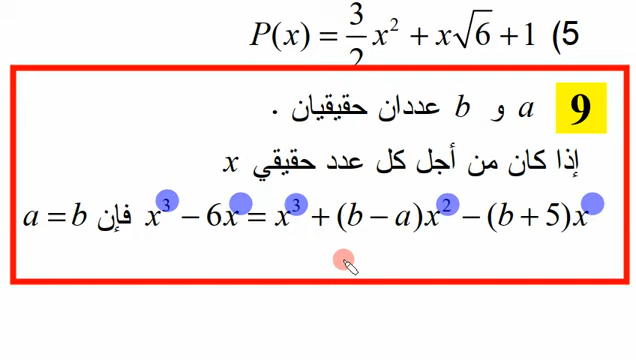 5) P(x) = 3/2 x² + x√6 + 1
9 a و b عددان حقيقيان .
إذا كان من أجل كل عدد حقيقي x
x³ − 6x = x³ + (b − a)x² − (b + 5)x فإن a = b